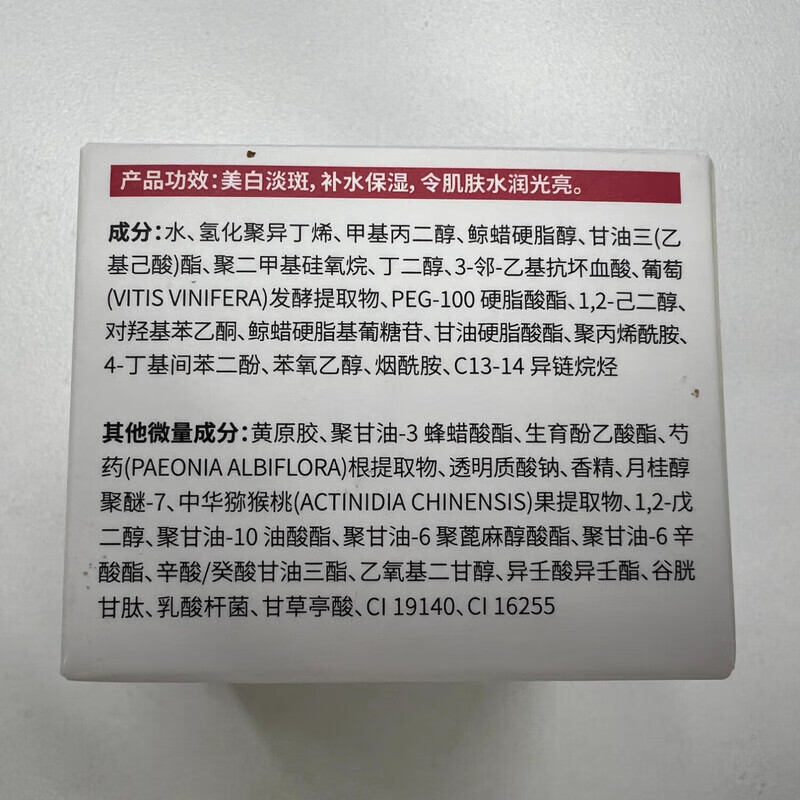 产品功效：美白淡斑，补水保湿，令肌肤水润光亮。
成分：水、氢化聚异丁烯、甲基丙二醇、鲸蜡硬脂醇、甘油三(乙
基己酸)酯、聚二甲基硅氧烷、丁二醇、3-邻-乙基抗坏血酸、葡萄
(VITIS VINIFERA)发酵提取物、PEG-100 硬脂酸酯、1,2-己二醇、
对羟基苯乙酮、鲸蜡硬脂基葡糖苷、甘油硬脂酸酯、聚丙烯酰胺、
4-丁基间苯二酚、苯氧乙醇、烟酰胺、C13-14 异链烷烃
其他微量成分：黄原胶、聚甘油-3 蜂蜡酸酯、生育酚乙酸酯、芍
药(PAEONIA ALBIFLORA)根提取物、透明质酸钠、香精、月桂醇
聚醚-7、中华猕猴桃(ACTINIDIA CHINENSIS)果提取物、1,2-戊
二醇、聚甘油-10 油酸酯、聚甘油-6 聚蓖麻醇酸酯、聚甘油-6 辛
酸酯、辛酸/癸酸甘油三酯、乙氧基二甘醇、异壬酸异壬酯、谷胱
甘肽、乳酸杆菌、甘草亭酸、CI 19140、CI 16255